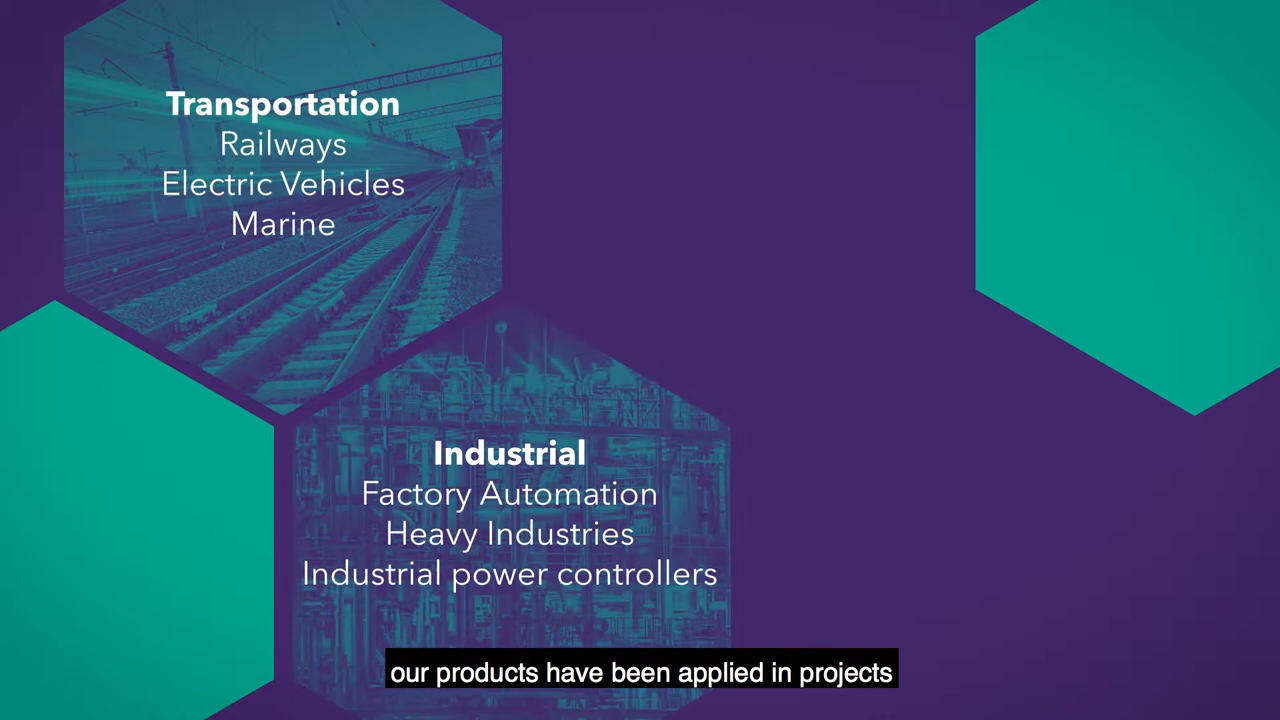 Transportation
Railways
Electric Vehicles
Marine
Industrial
Factory Automation
Heavy Industries
Industrial power controllers
our products have been applied in projects